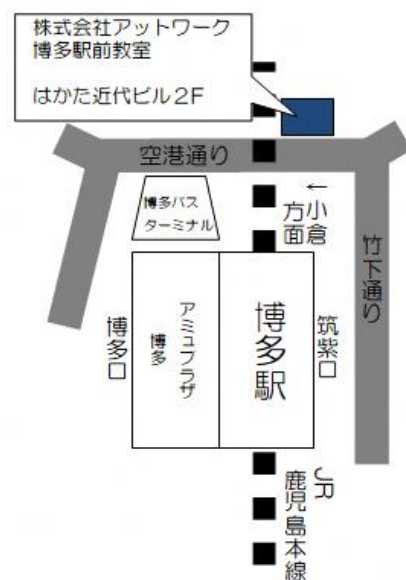 株式会社アットワーク
博多駅前教室
はかた近代ビル２F
空港通り
博多バス
ターミナル
←小倉
方面
竹下通り
博多口
アミュプラザ
博多
博多駅
筑紫口
JR
鹿児島本線